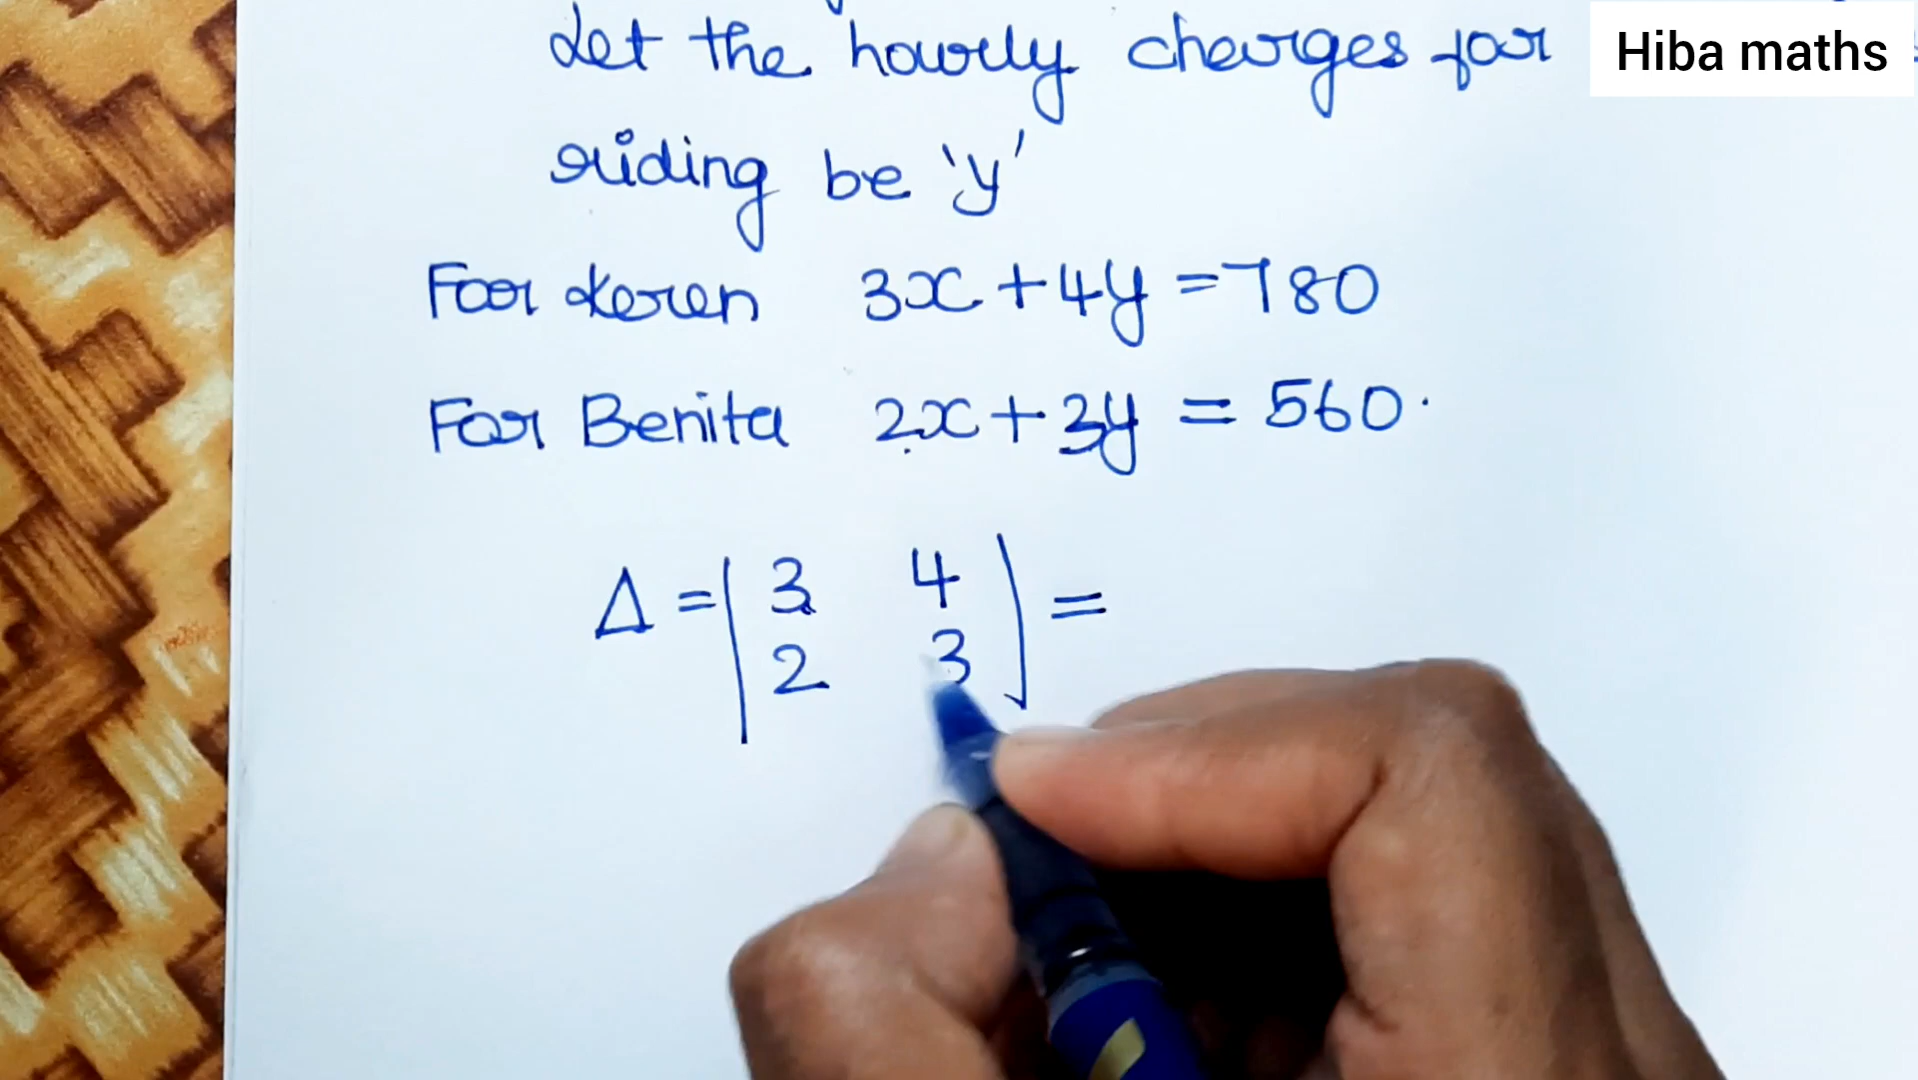 Let the hourly charges for
Hiba maths
riding be 'y'
For Keren 3x + 4y = 780
For Benita 2x + 3y = 560.
Δ = | 3 4 | =
2 3